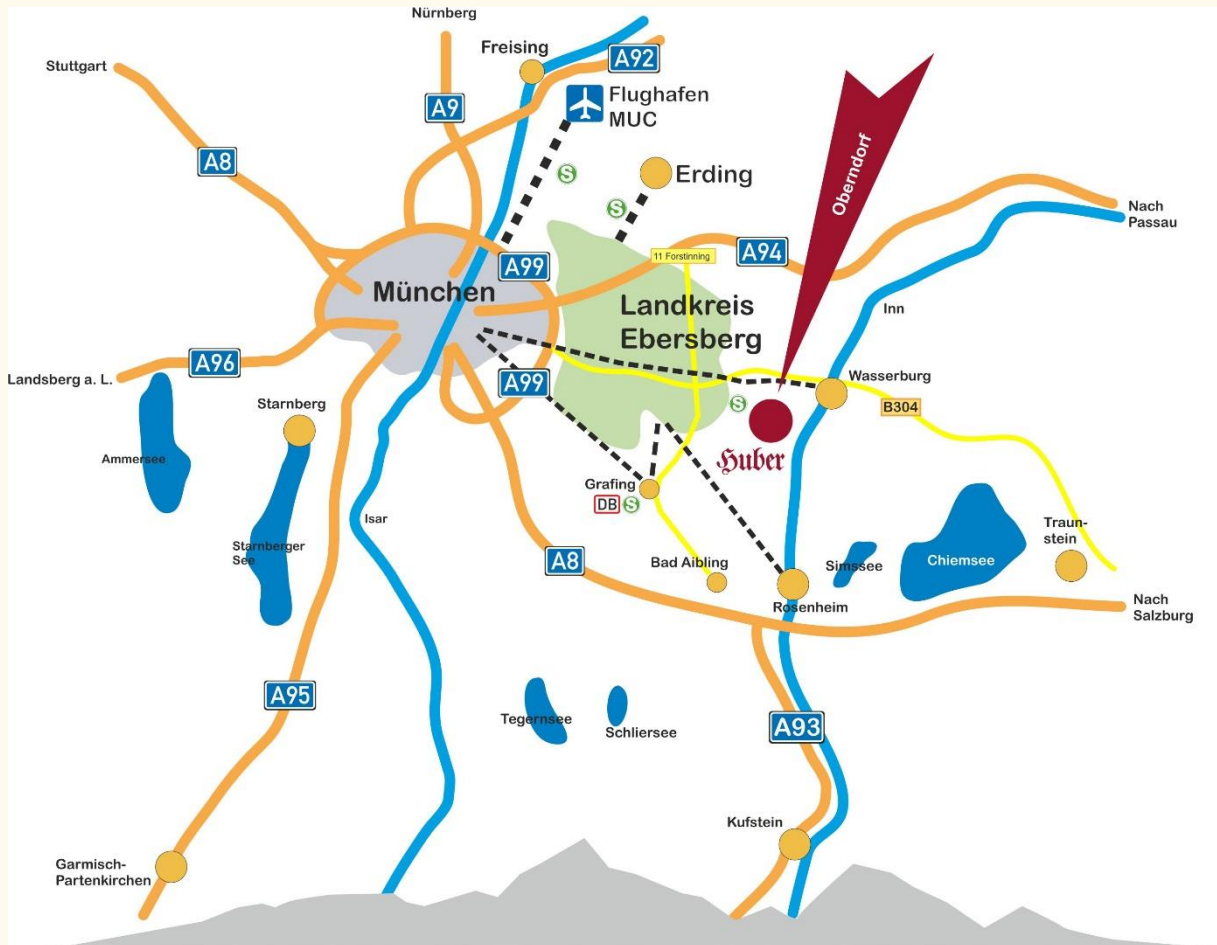 Nürnberg
Freising
A92
Stuttgart
A9
Flughafen
MUC
A8
S
Erding
Oberndorf
S
Nach
Passau
A99
11 Forstinning
A94
München
Landkreis
Ebersberg
Inn
A96
Landsberg a. L.
A99
Wasserburg
S
B304
Starnberg
Huber
Ammersee
Grafing
DB
S
Isar
Traun-
stein
Starnberger
See
A8
Bad Aibling
Simssee
Chiemsee
Rosenheim
Nach
Salzburg
A95
Tegernsee
Schliersee
A93
Kufstein
Garmisch-
Partenkirchen